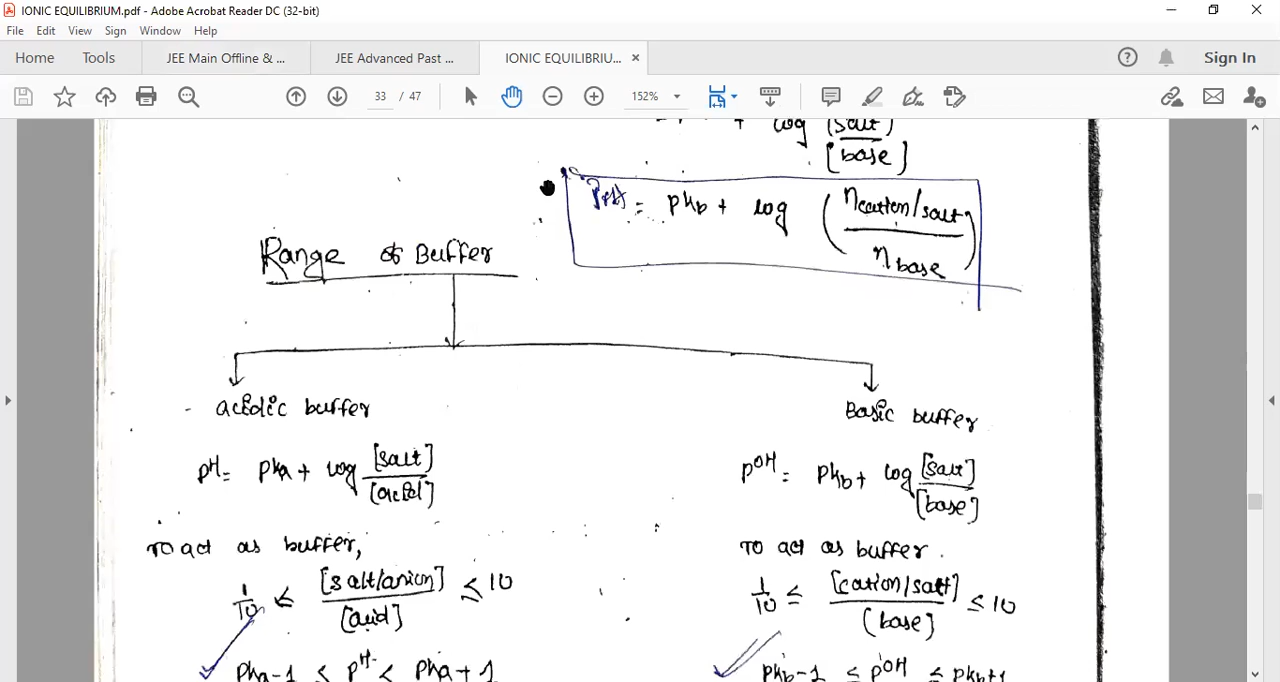 IONIC EQUILIBRIUM.pdf - Adobe Acrobat Reader DC (32-bit)
File Edit View Sign Window Help
Home Tools JEE Main Offline & ... JEE Advanced Past ... IONIC EQUILIBRIU... × Sign In
33 / 47 152%
+ log [salt]
[base]
= pKb + log (ncation/salt
nbase)
Range of Buffer
acidic buffer
Basic buffer
pH = pKa + log [salt]
[acid]
pOH = pKb + log [salt]
[base]
To act as buffer,
To act as buffer.
1/10 ≤ [salt/anion] ≤ 10
[acid]
1/10 ≤ [cation/salt] ≤ 10
(base]
pKa-1 ≤ pH ≤ pKa+1
pKb-1 ≤ pOH ≤ pKb+1